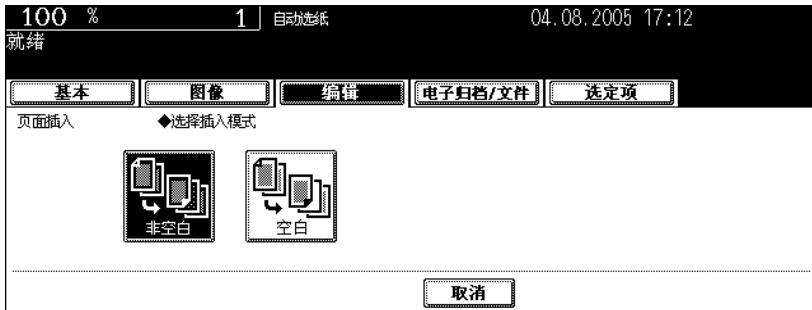 100 % 1 自动选纸 04.08.2005 17:12
就绪
基本 图像 编辑 电子归档/文件 选定项
页面插入 ◆选择插入模式
非空白 空白
取消